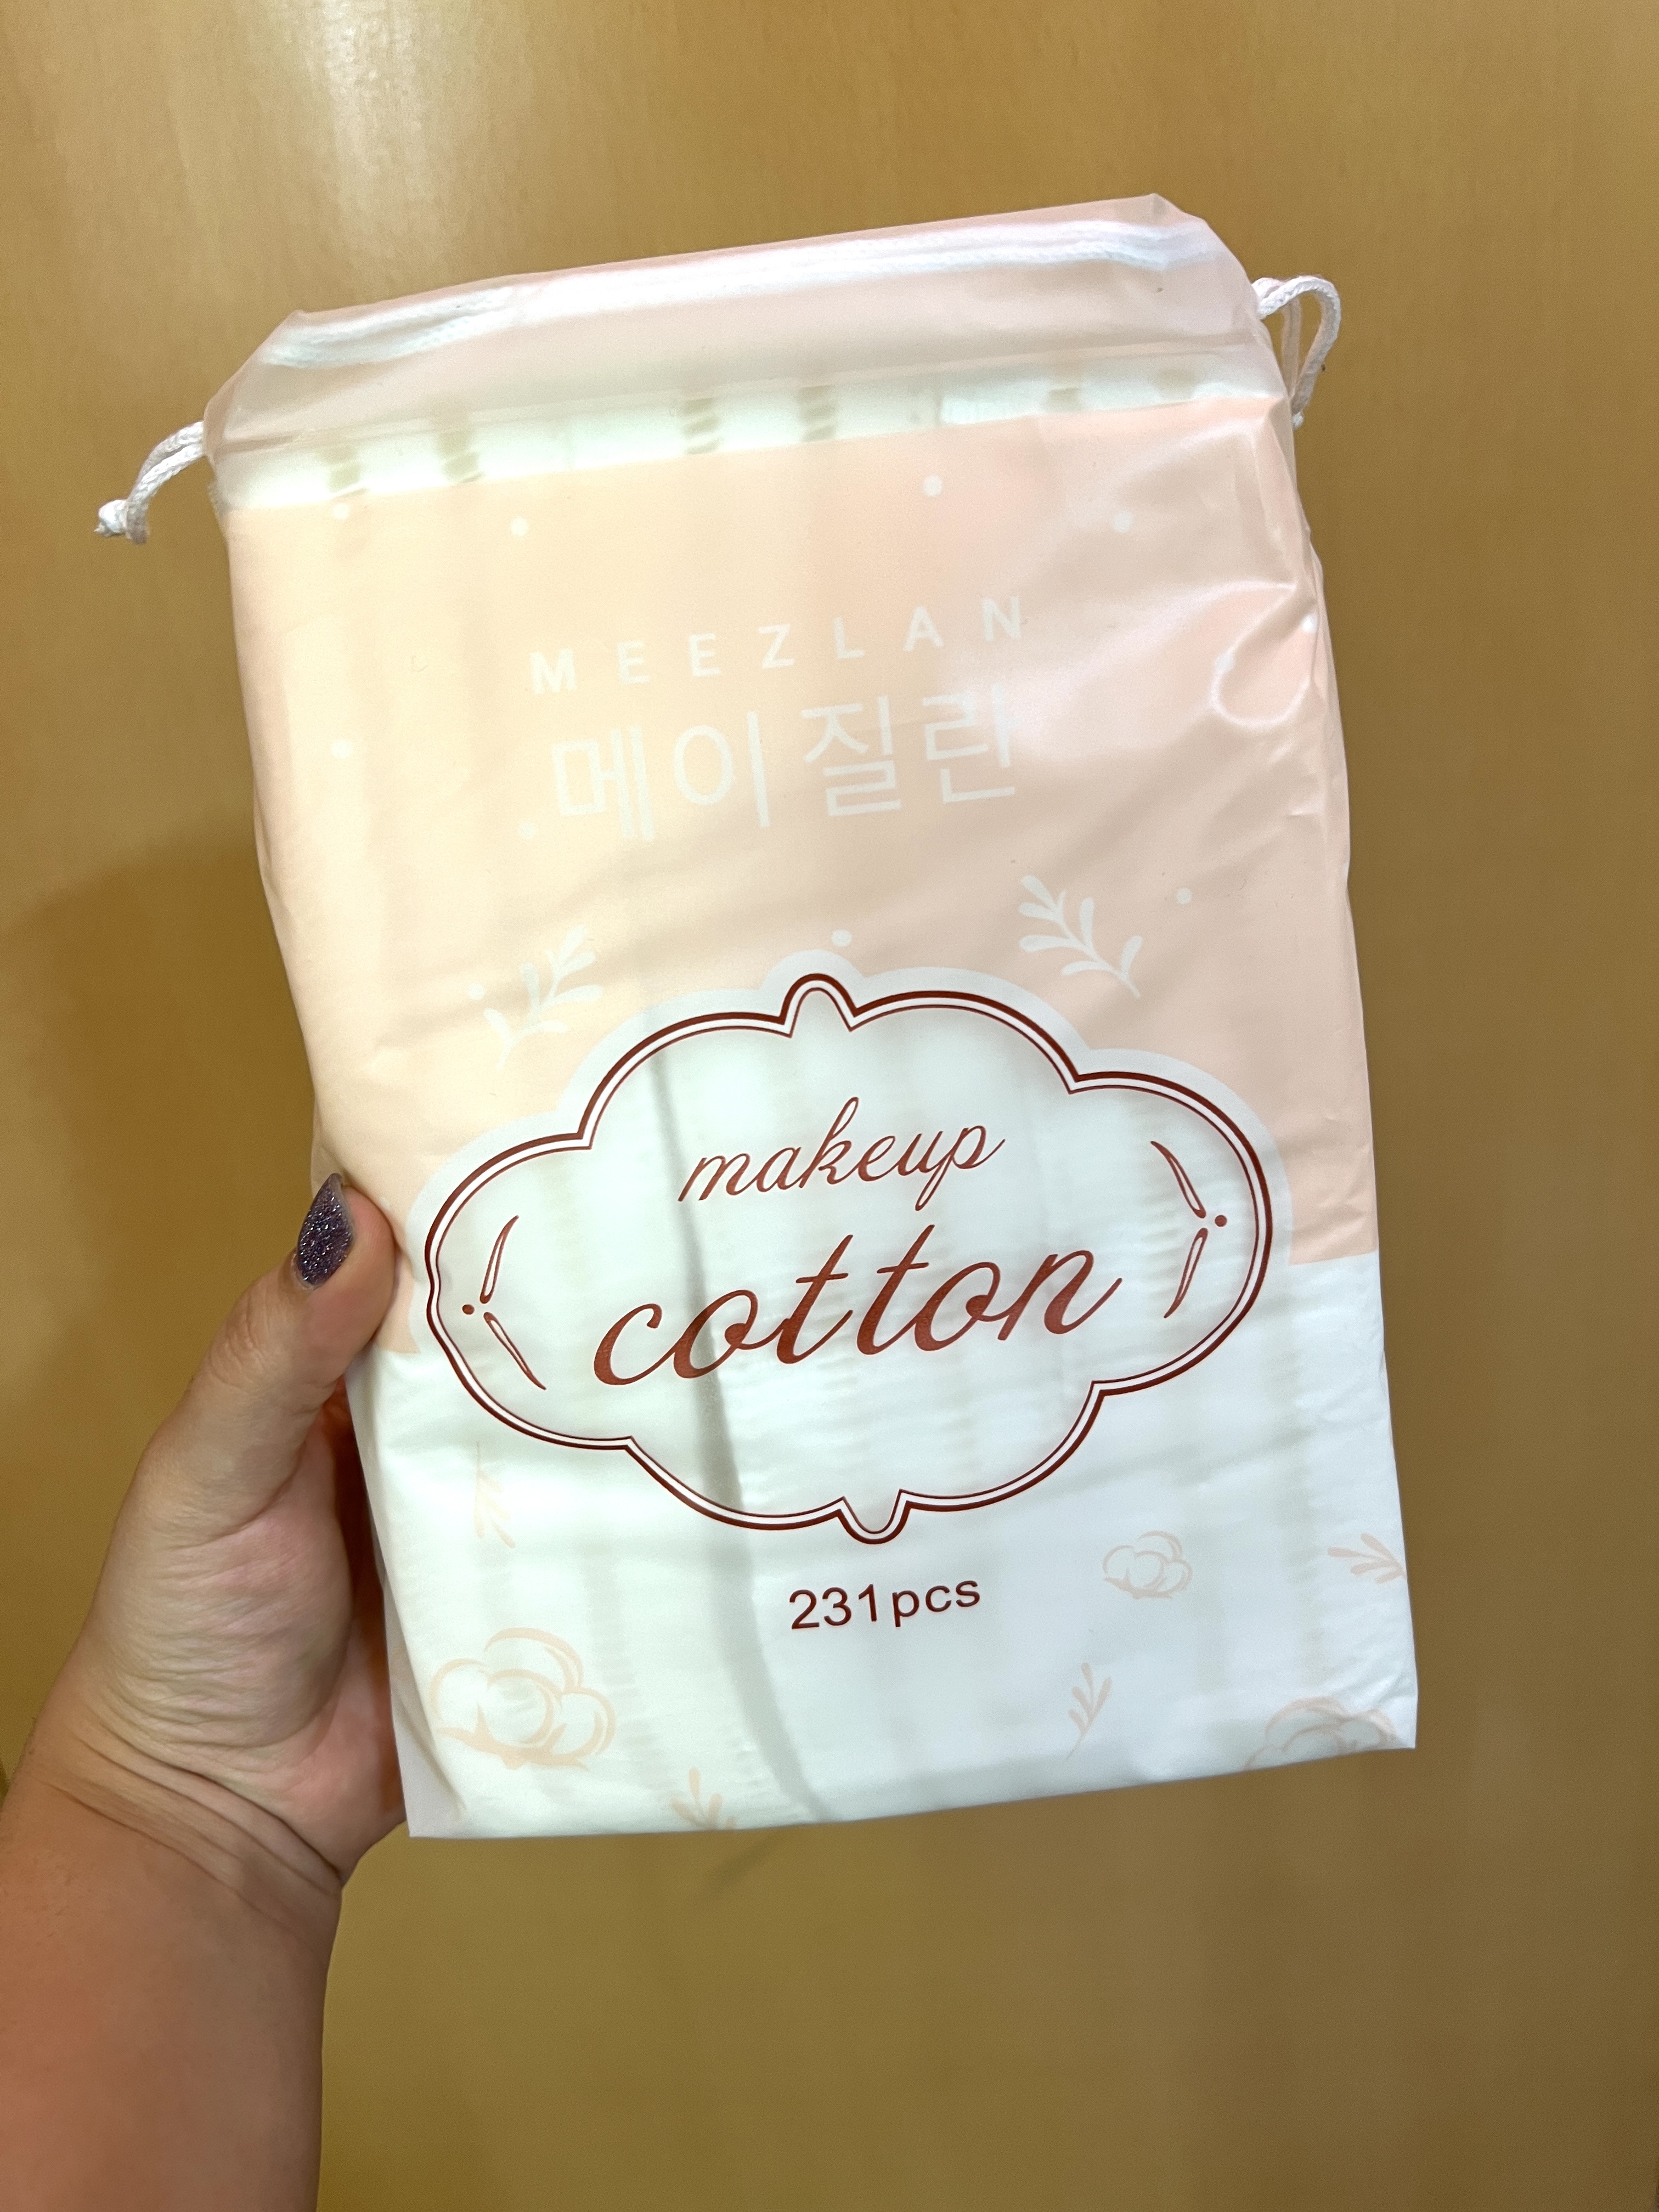 MEEZLAN
메이질란
makeup
cotton
231pcs